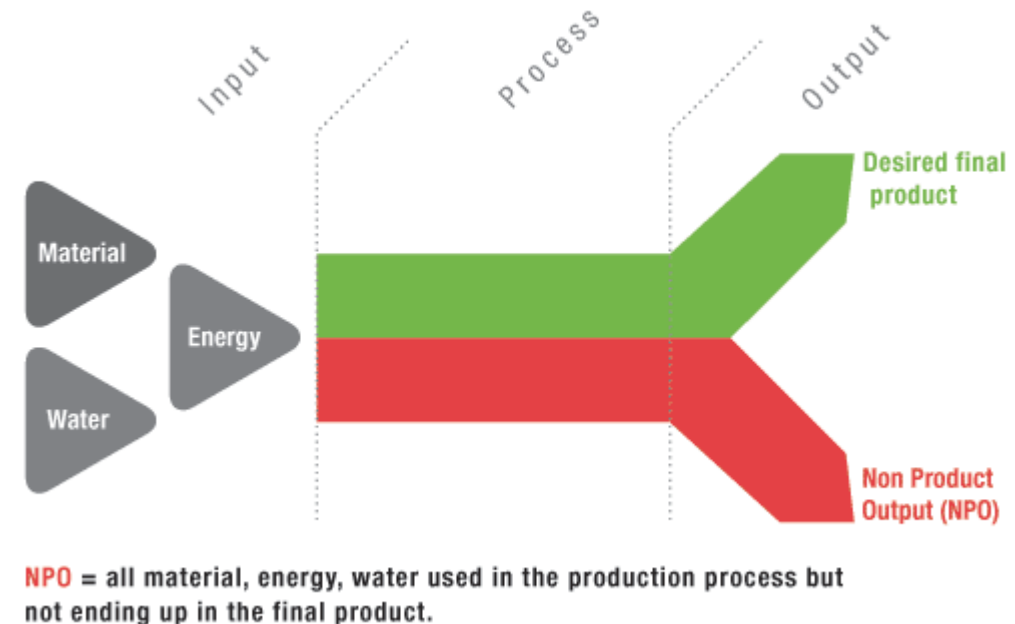 Input
Process
Output
Material
Energy
Water
Desired final
product
Non Product
Output (NPO)
NPO = all material, energy, water used in the production process but
not ending up in the final product.